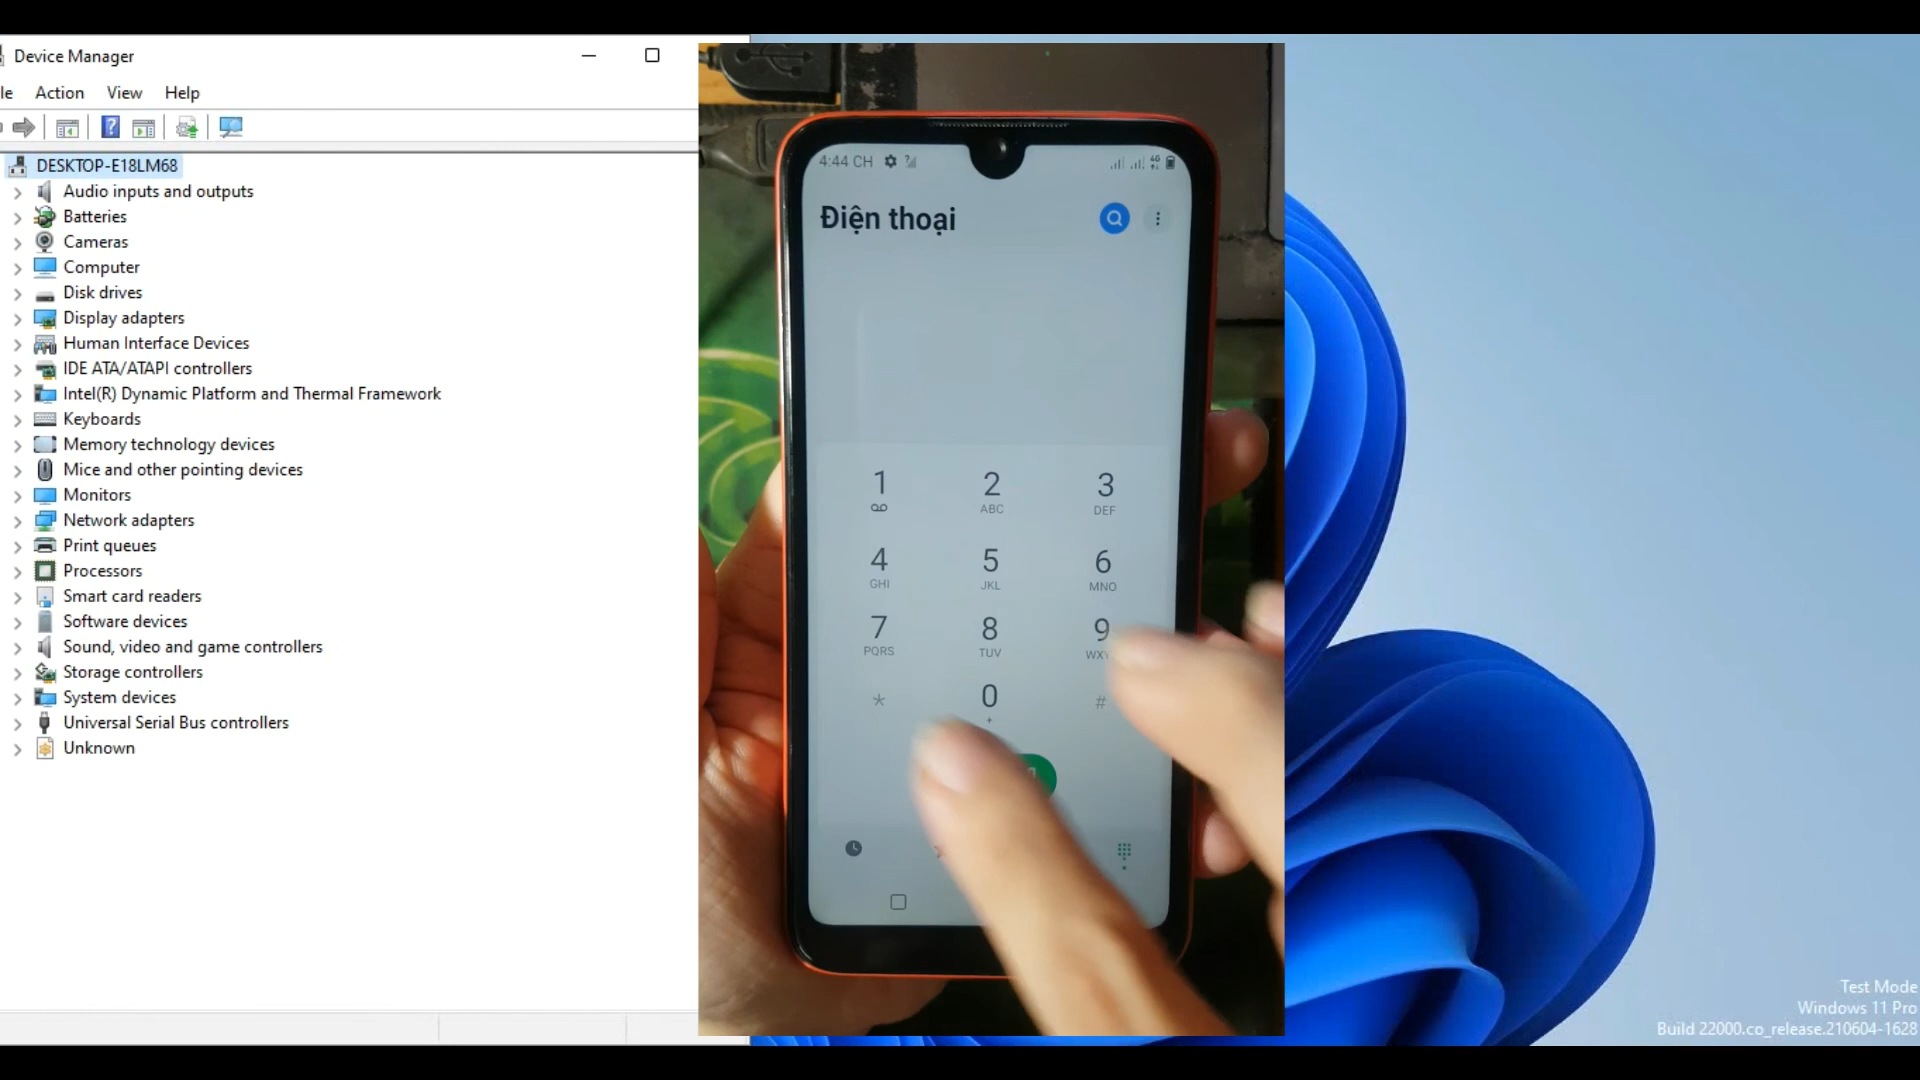 Device Manager
le Action View Help
DESKTOP-E18LM68
Audio inputs and outputs
Batteries
Cameras
Computer
Disk drives
Display adapters
Human Interface Devices
IDE ATA/ATAPI controllers
Intel(R) Dynamic Platform and Thermal Framework
Keyboards
Memory technology devices
Mice and other pointing devices
Monitors
Network adapters
Print queues
Processors
Smart card readers
Software devices
Sound, video and game controllers
Storage controllers
System devices
Universal Serial Bus controllers
Unknown
4:44 CH 4G
Điện thoại
1 2 3
ABC DEF
4 5 6
GHI JKL MNO
7 8 9
PQRS TUV WX
* 0 #
+
Test Mode
Windows 11 Pro
Build 22000.co_release.210604-1628